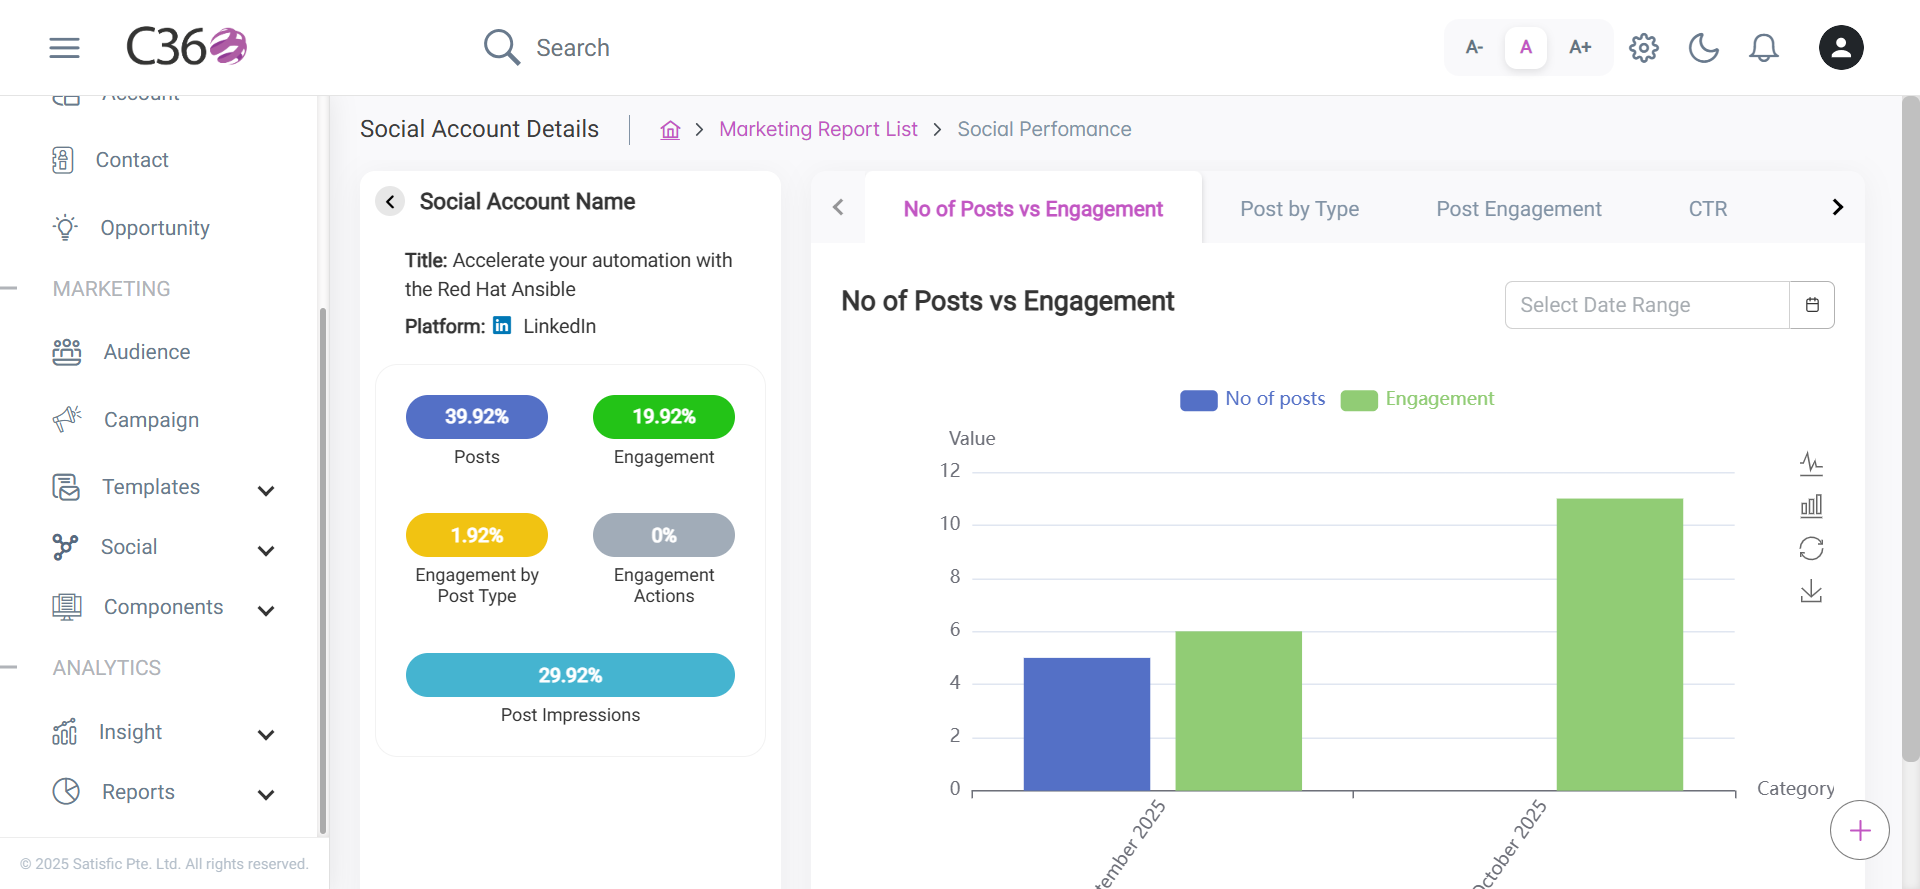 C360
Search
A-
A
A+
Account
Contact
Opportunity
MARKETING
Audience
Campaign
Templates
Social
Components
ANALYTICS
Insight
Reports
© 2025 Satisfic Pte. Ltd. All rights reserved.
Social Account Details
Marketing Report List
Social Perfomance
Social Account Name
Title: Accelerate your automation with
the Red Hat Ansible
Platform: in LinkedIn
39.92%
Posts
19.92%
Engagement
1.92%
Engagement by
Post Type
0%
Engagement
Actions
29.92%
Post Impressions
No of Posts vs Engagement
Post by Type
Post Engagement
CTR
No of Posts vs Engagement
Select Date Range
No of posts
Engagement
Value
12
10
8
6
4
2
0
Category
tember 2025
October 2025